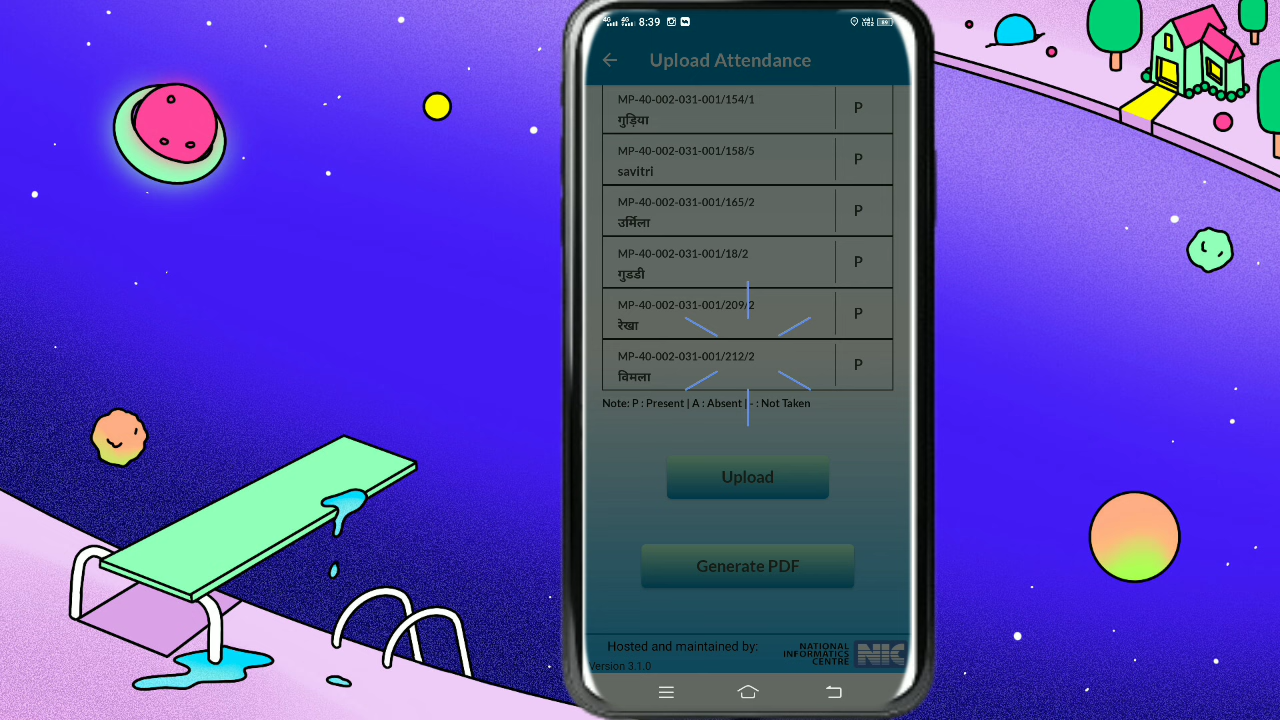 8:39
Upload Attendance
MP-40-002-031-001/154/1
गुड़िया
P
MP-40-002-031-001/158/5
savitri
P
MP-40-002-031-001/165/2
उर्मिला
P
MP-40-002-031-001/18/2
गुडडी
P
MP-40-002-031-001/209/2
रेखा
P
MP-40-002-031-001/212/2
विमला
P
Note: P : Present | A : Absent | - : Not Taken
Upload
Generate PDF
Hosted and maintained by:
NATIONAL
INFORMATICS
CENTRE
NIC
Version 3.1.0